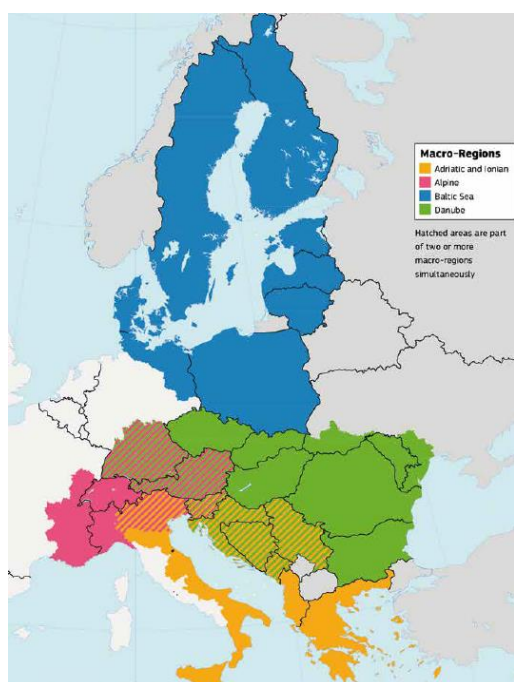 Macro-Regions
Adriatic and Ionian
Alpine
Baltic Sea
Danube
Hatched areas are part
of two or more
macro-regions
simultaneously